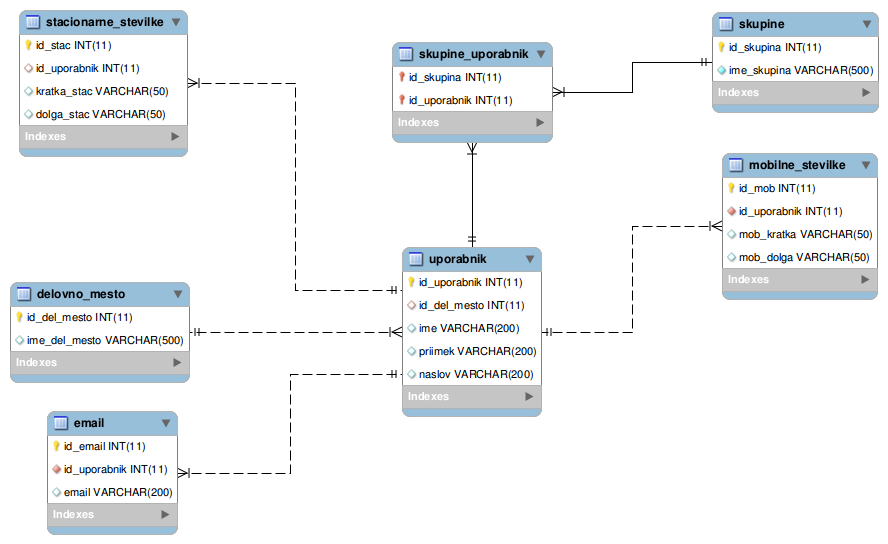 stacionarne_stevilke
id_stac INT(11)
id_uporabnik INT(11)
kratka_stac VARCHAR(50)
dolga_stac VARCHAR(50)
Indexes
skupine_uporabnik
id_skupina INT(11)
id_uporabnik INT(11)
Indexes
skupine
id_skupina INT(11)
ime_skupina VARCHAR(500)
Indexes
mobilne_stevilke
id_mob INT(11)
id_uporabnik INT(11)
mob_kratka VARCHAR(50)
mob_dolga VARCHAR(50)
Indexes
uporabnik
id_uporabnik INT(11)
id_del_mesto INT(11)
ime VARCHAR(200)
priimek VARCHAR(200)
naslov VARCHAR(200)
Indexes
delovno_mesto
id_del_mesto INT(11)
ime_del_mesto VARCHAR(500)
Indexes
email
id_email INT(11)
id_uporabnik INT(11)
email VARCHAR(200)
Indexes